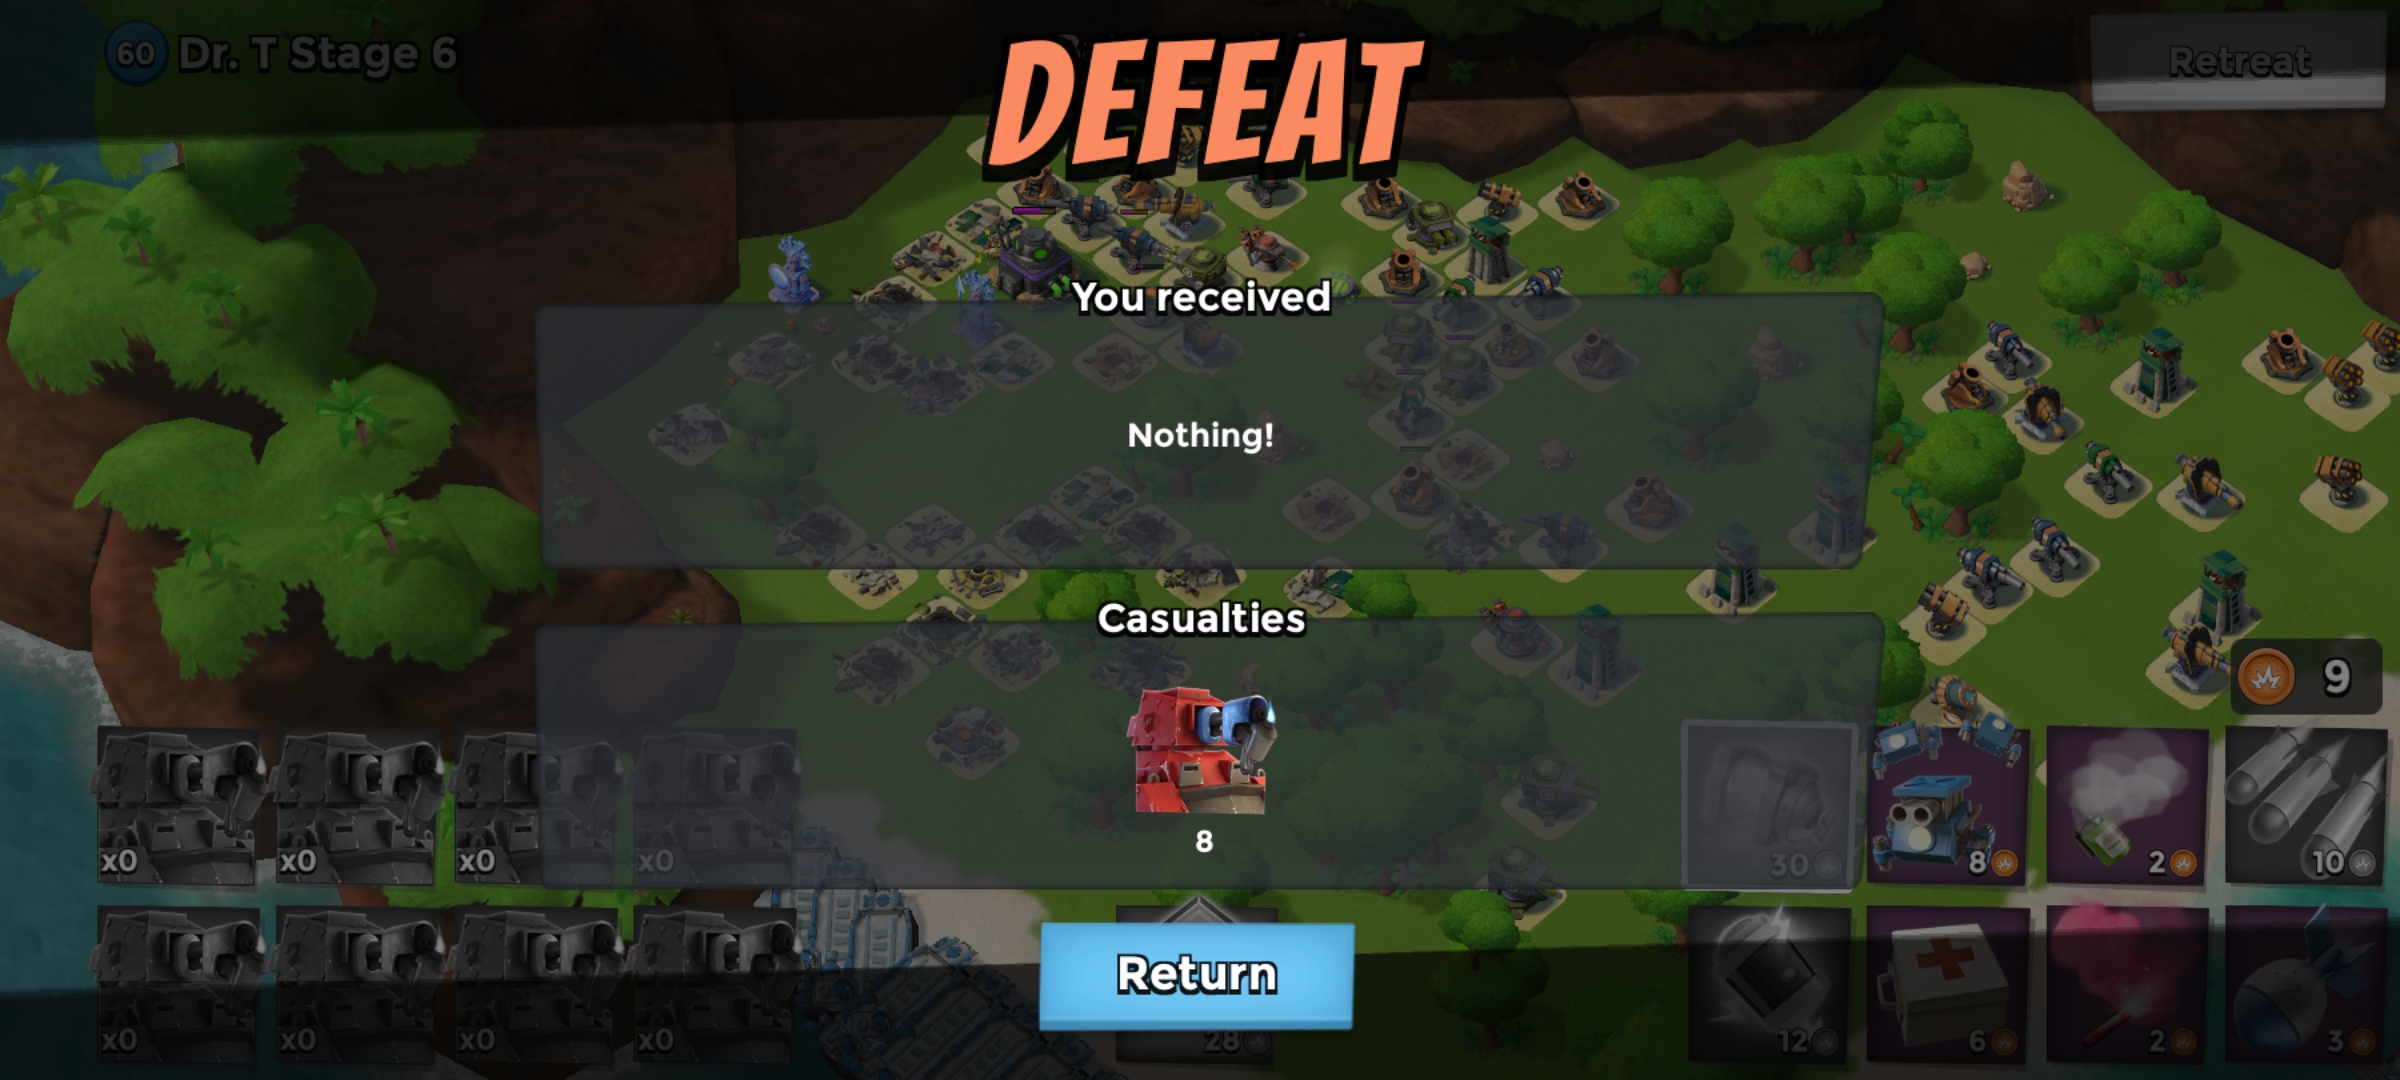 60 Dr. T Stage 6
DEFEAT
Retreat
You received
Nothing!
Casualties
8
9
x0 x0 x0 x0
30 8 2 10
Return
x0 x0 x0 x0
28
12 6 2 3